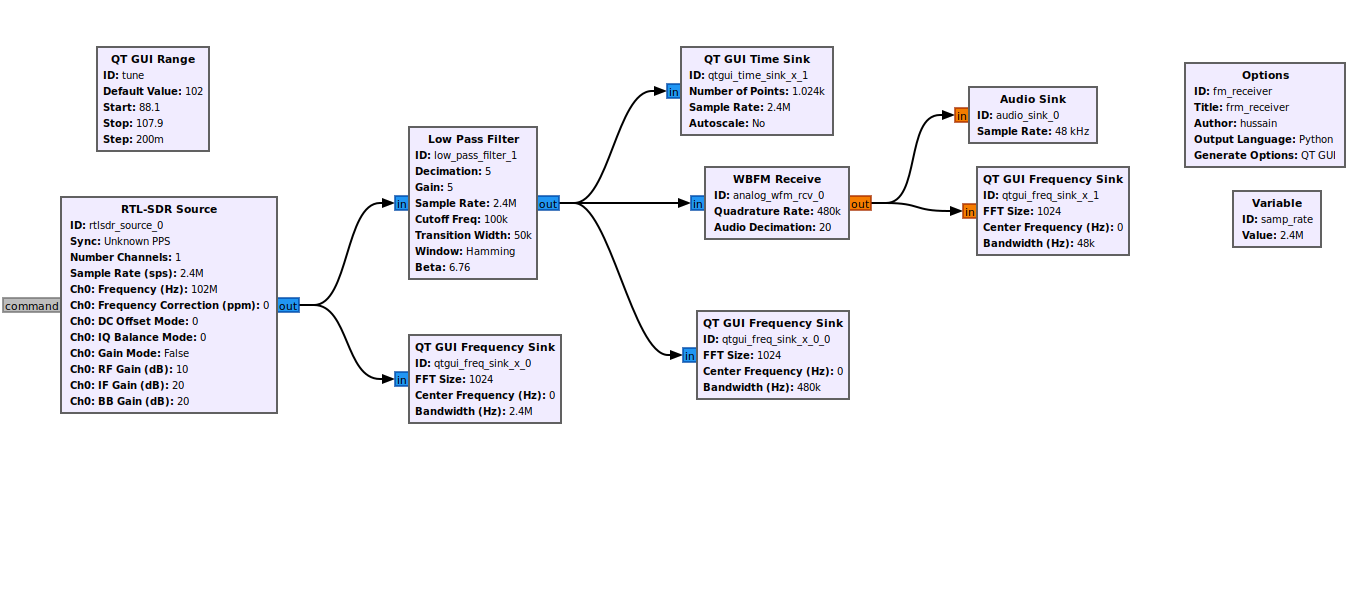 QT GUI Range
ID: tune
Default Value: 102
Start: 88.1
Stop: 107.9
Step: 200m
RTL-SDR Source
ID: rtlsdr_source_0
Sync: Unknown PPS
Number Channels: 1
Sample Rate (sps): 2.4M
Ch0: Frequency (Hz): 102M
Ch0: Frequency Correction (ppm): 0
Ch0: DC Offset Mode: 0
Ch0: IQ Balance Mode: 0
Ch0: Gain Mode: False
Ch0: RF Gain (dB): 10
Ch0: IF Gain (dB): 20
Ch0: BB Gain (dB): 20
command
out
in
Low Pass Filter
ID: low_pass_filter_1
Decimation: 5
Gain: 5
Sample Rate: 2.4M
Cutoff Freq: 100k
Transition Width: 50k
Window: Hamming
Beta: 6.76
out
in
QT GUI Frequency Sink
ID: qtgui_freq_sink_x_0
FFT Size: 1024
Center Frequency (Hz): 0
Bandwidth (Hz): 2.4M
in
QT GUI Time Sink
ID: qtgui_time_sink_x_1
Number of Points: 1.024k
Sample Rate: 2.4M
Autoscale: No
in
WBFM Receive
ID: analog_wfm_rcv_0
Quadrature Rate: 480k
Audio Decimation: 20
out
in
QT GUI Frequency Sink
ID: qtgui_freq_sink_x_0_0
FFT Size: 1024
Center Frequency (Hz): 0
Bandwidth (Hz): 480k
in
Audio Sink
ID: audio_sink_0
Sample Rate: 48 kHz
in
QT GUI Frequency Sink
ID: qtgui_freq_sink_x_1
FFT Size: 1024
Center Frequency (Hz): 0
Bandwidth (Hz): 48k
Options
ID: fm_receiver
Title: frm_receiver
Author: hussain
Output Language: Python
Generate Options: QT GUI
Variable
ID: samp_rate
Value: 2.4M